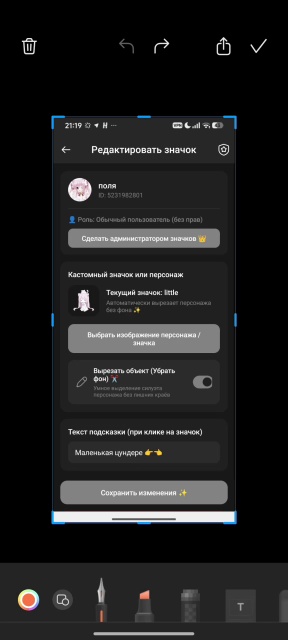 21:19
Редактировать значок
поля
ID: 5231982801
👤 Роль: Обычный пользователь (без прав)
Сделать администратором значков 👑
Кастомный значок или персонаж
Текущий значок: little
Автоматически вырезает персонажа
без фона ✨
Выбрать изображение персонажа /
значка
Вырезать объект (Убрать
фон) ✂️
Умное выделение силуэта
персонажа без лишних краёв
Текст подсказки (при клике на значок)
Маленькая цундере 👉👈
Сохранить изменения ✨
T